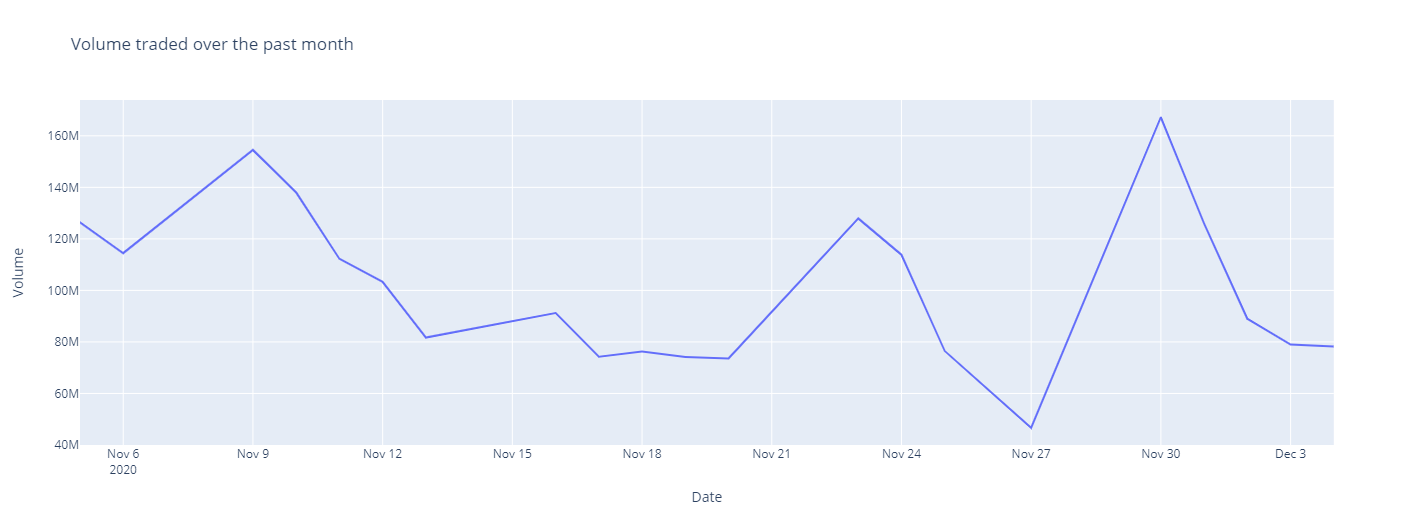 Volume traded over the past month
160M
140M
120M
100M
80M
60M
40M
Volume
Nov 6 Nov 9 Nov 12 Nov 15 Nov 18 Nov 21 Nov 24 Nov 27 Nov 30 Dec 3
2020
Date